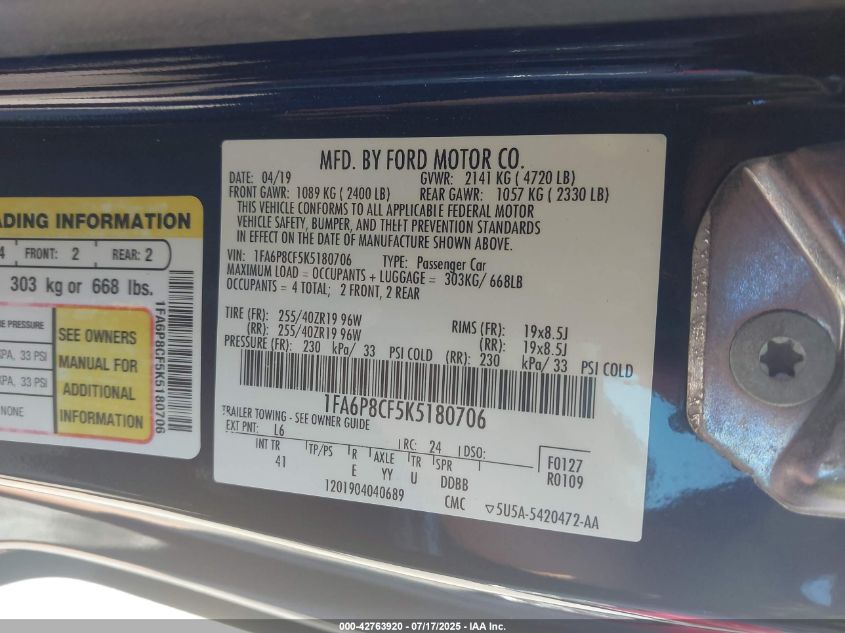 ADING INFORMATION
4 FRONT: 2 REAR: 2
303 kg or 668 lbs.
RE PRESSURE
KPA, 33 PSI
KPA, 33 PSI
NONE
SEE OWNERS
MANUAL FOR
ADDITIONAL
INFORMATION
1FA6P8CF5K5180706
MFD. BY FORD MOTOR CO.
DATE: 04/19 GVWR: 2141 KG ( 4720 LB)
FRONT GAWR: 1089 KG ( 2400 LB) REAR GAWR: 1057 KG ( 2330 LB)
THIS VEHICLE CONFORMS TO ALL APPLICABLE FEDERAL MOTOR
VEHICLE SAFETY, BUMPER, AND THEFT PREVENTION STANDARDS
IN EFFECT ON THE DATE OF MANUFACTURE SHOWN ABOVE.
VIN: 1FA6P8CF5K5180706 TYPE: Passenger Car
MAXIMUM LOAD = OCCUPANTS + LUGGAGE = 303KG/ 668LB
OCCUPANTS = 4 TOTAL; 2 FRONT, 2 REAR
TIRE (FR): 255/40ZR19 96W RIMS (FR): 19x8.5J
(RR): 255/40ZR19 96W (RR): 19x8.5J
PRESSURE (FR): 230 kPa/ 33 PSI COLD (RR): 230 kPa/ 33 PSI COLD
1FA6P8CF5K5180706
TRAILER TOWING - SEE OWNER GUIDE
EXT PNT: L6 RC: 24 DSO:
INT TR TP/PS R AXLE TR SPR F0127
41 E YY U DDBB R0109
1201904040689 CMC ▽5U5A-5420472-AA
000-42763920 / 07/17/2025 - IAA Inc.